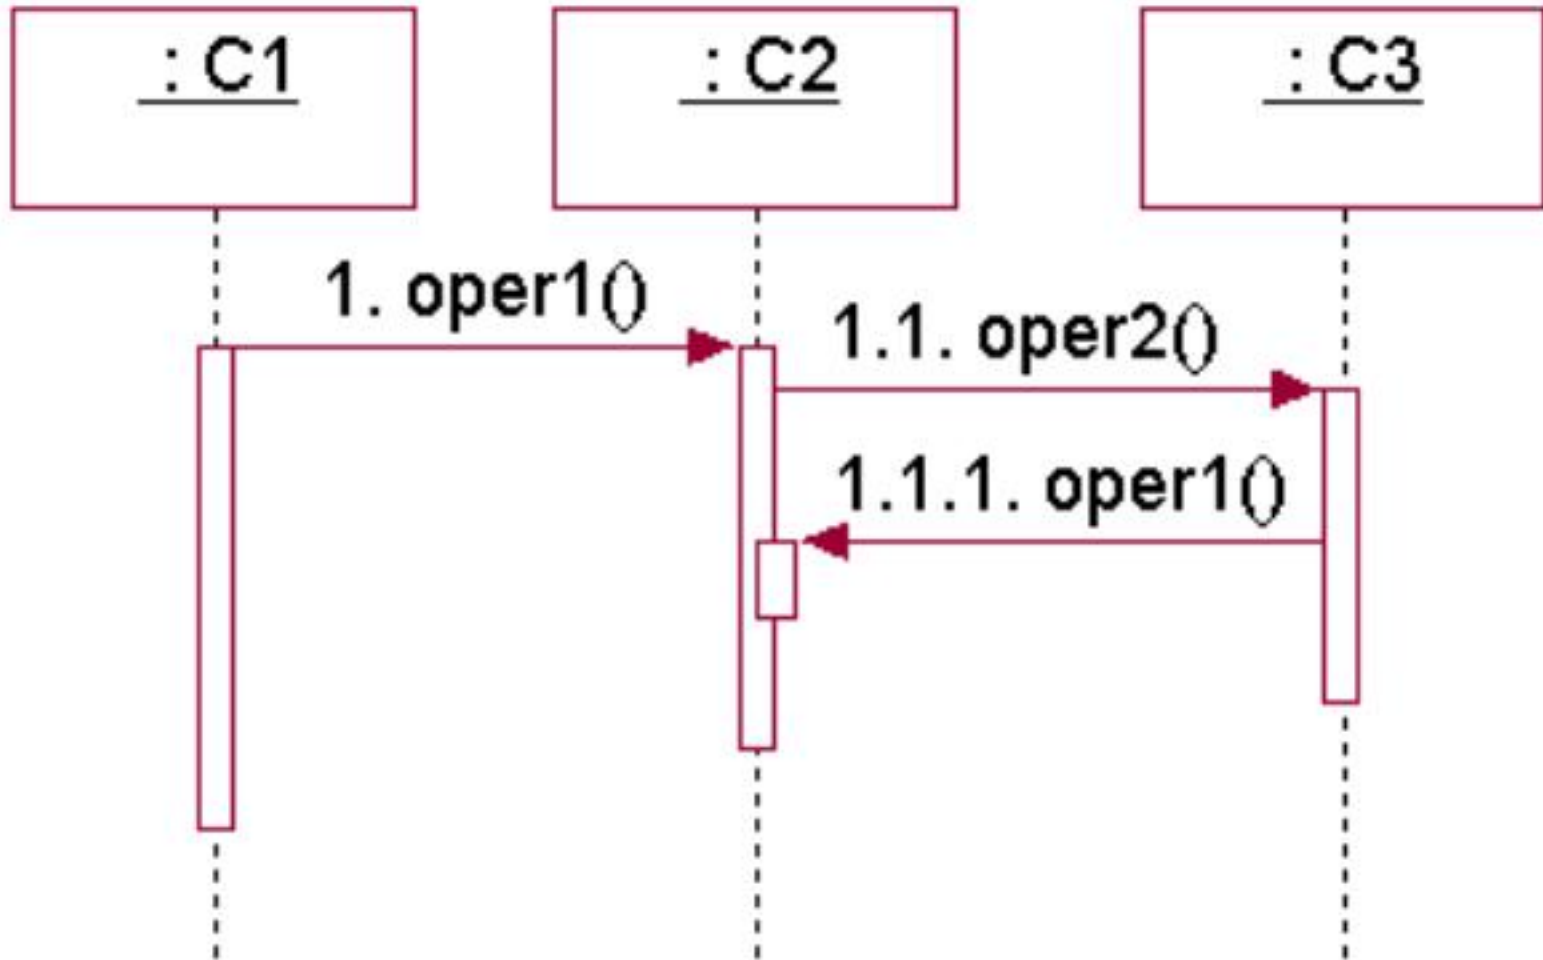 : C1
: C2
: C3
1. oper1()
1.1. oper2()
1.1.1. oper1()